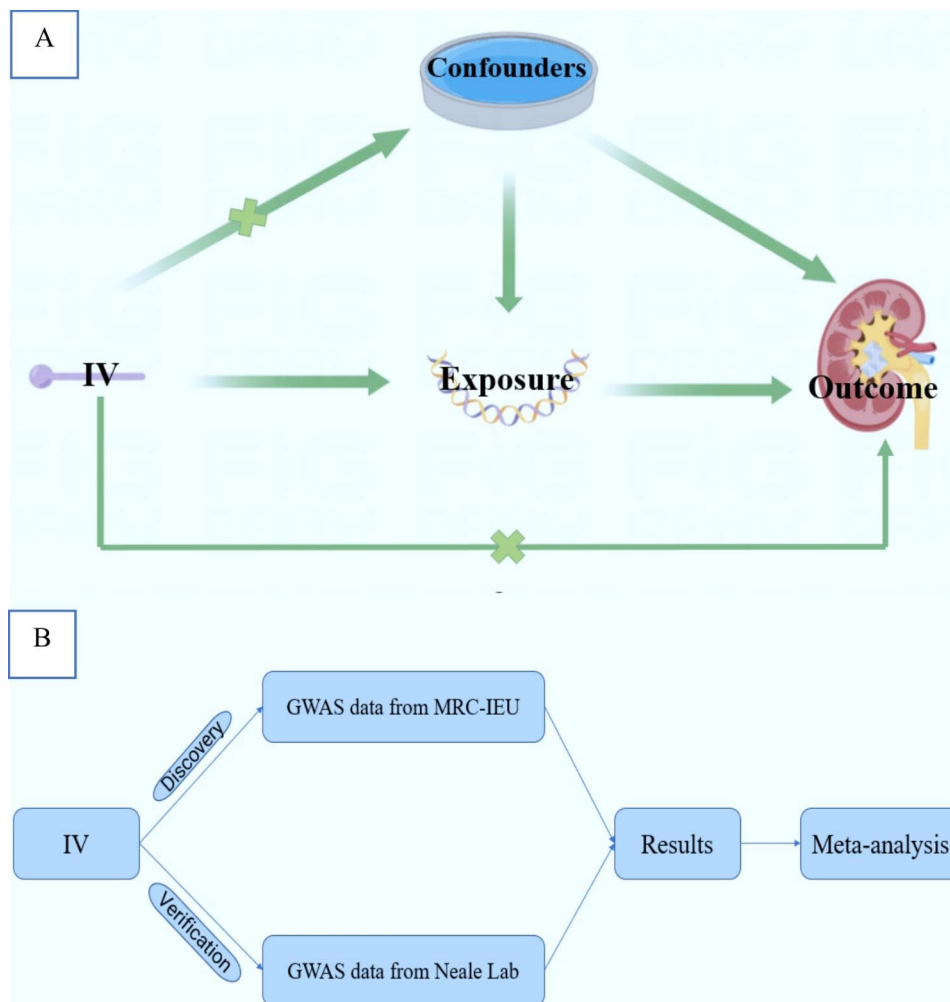 A
Confounders
IV
Exposure
Outcome
B
Discovery
GWAS data from MRC-IEU
IV
Results
Meta-analysis
Verification
GWAS data from Neale Lab